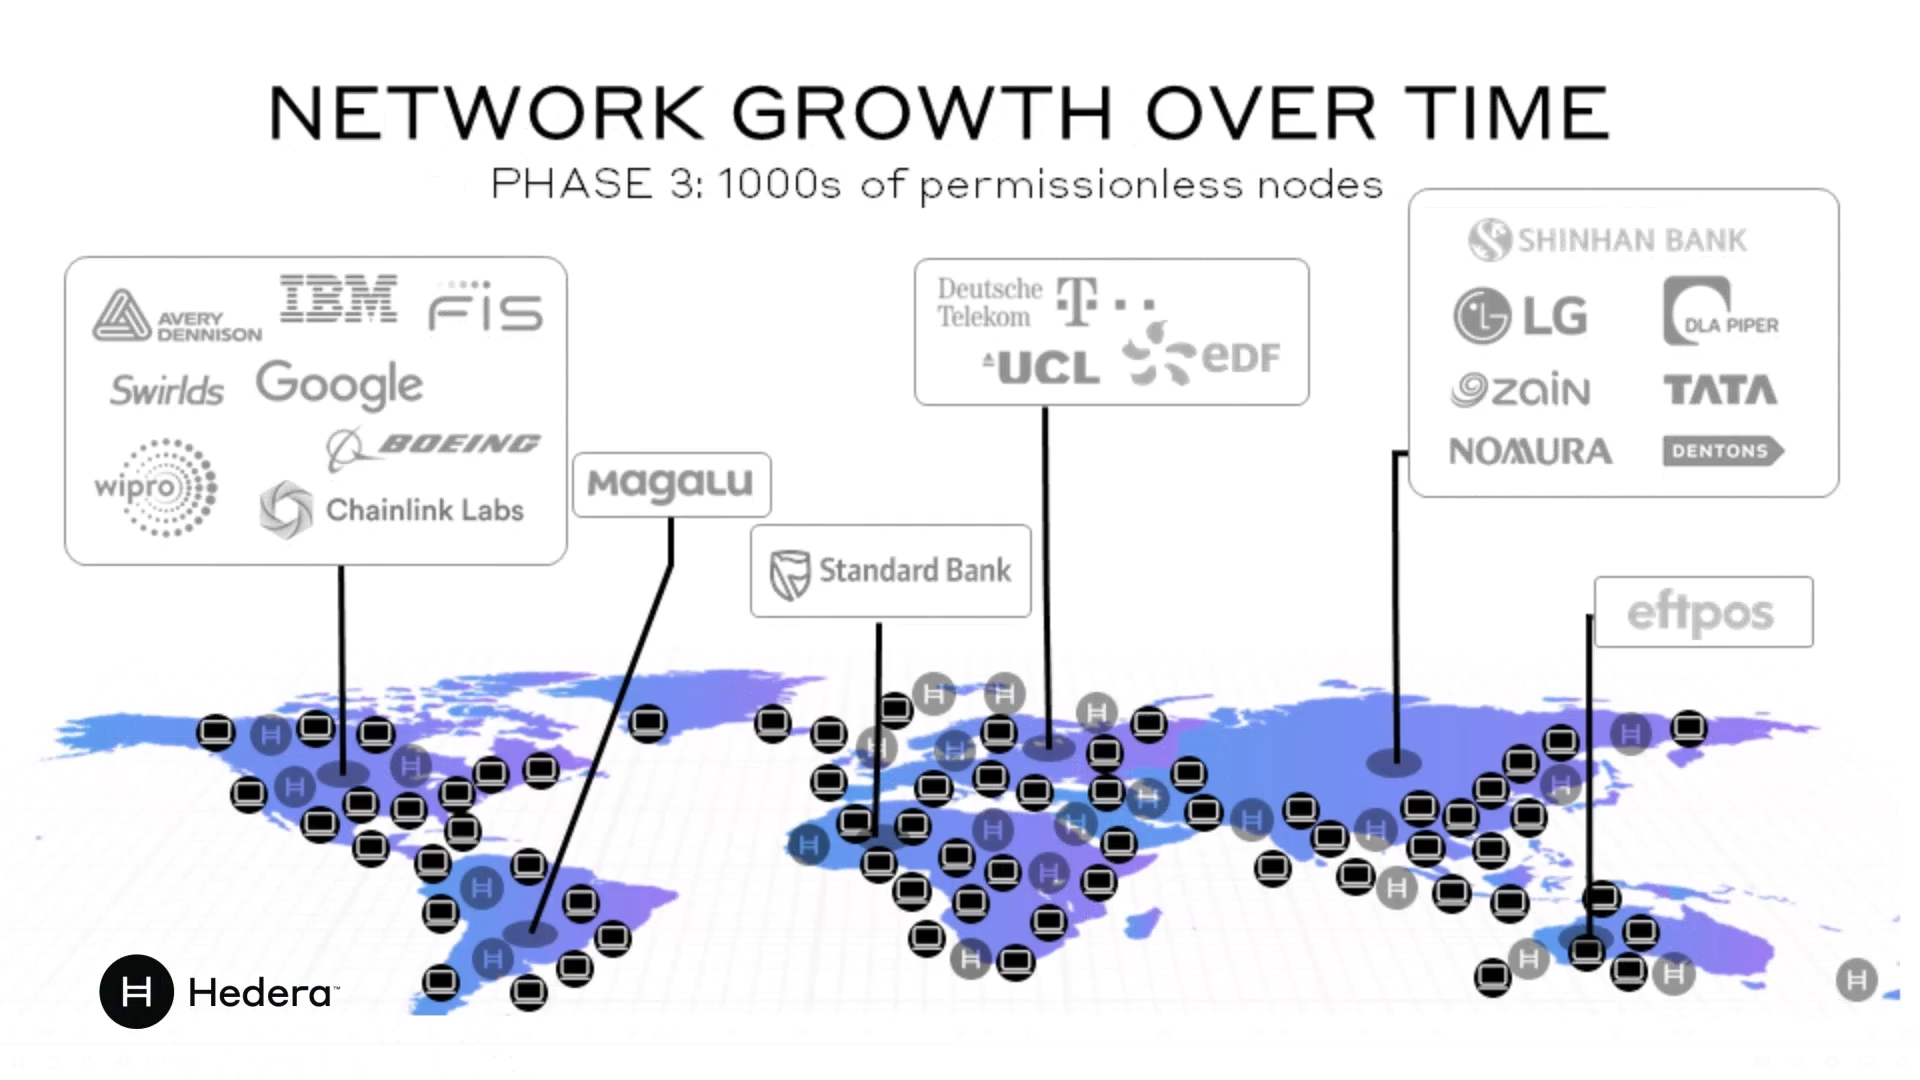 NETWORK GROWTH OVER TIME
PHASE 3: 1000s of permissionless nodes
AVERY
DENNISON
IBM
FIS
Swirlds
Google
BOEING
wipro
Chainlink Labs
magalu
Standard Bank
Deutsche
Telekom
T
UCL
eDF
SHINHAN BANK
LG
DLA PIPER
zain
TATA
NOMURA
DENTONS
eftpos
Hedera™